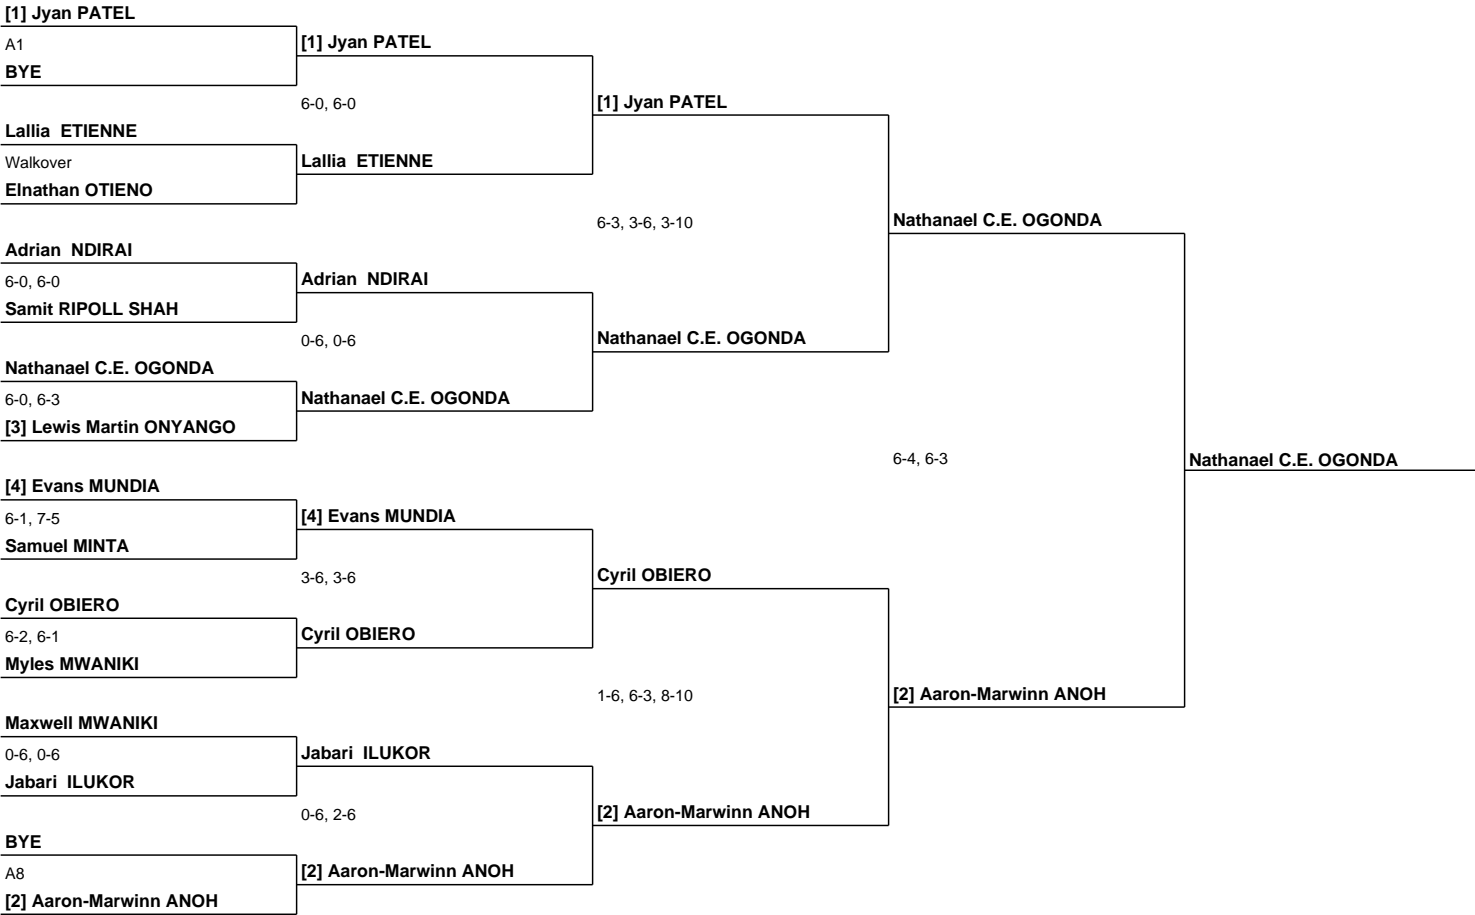 [1] Jyan PATEL
A1
BYE
Lallia ETIENNE
Walkover
Elnathan OTIENO
Adrian NDIRAI
6-0, 6-0
Samit RIPOLL SHAH
Nathanael C.E. OGONDA
6-0, 6-3
[3] Lewis Martin ONYANGO
[4] Evans MUNDIA
6-1, 7-5
Samuel MINTA
Cyril OBIERO
6-2, 6-1
Myles MWANIKI
Maxwell MWANIKI
0-6, 0-6
Jabari ILUKOR
BYE
A8
[2] Aaron-Marwinn ANOH
[1] Jyan PATEL
6-0, 6-0
Lallia ETIENNE
Adrian NDIRAI
0-6, 0-6
Nathanael C.E. OGONDA
[4] Evans MUNDIA
3-6, 3-6
Cyril OBIERO
Jabari ILUKOR
0-6, 2-6
[2] Aaron-Marwinn ANOH
[1] Jyan PATEL
6-3, 3-6, 3-10
Nathanael C.E. OGONDA
Cyril OBIERO
1-6, 6-3, 8-10
[2] Aaron-Marwinn ANOH
Nathanael C.E. OGONDA
6-4, 6-3
[2] Aaron-Marwinn ANOH
Nathanael C.E. OGONDA